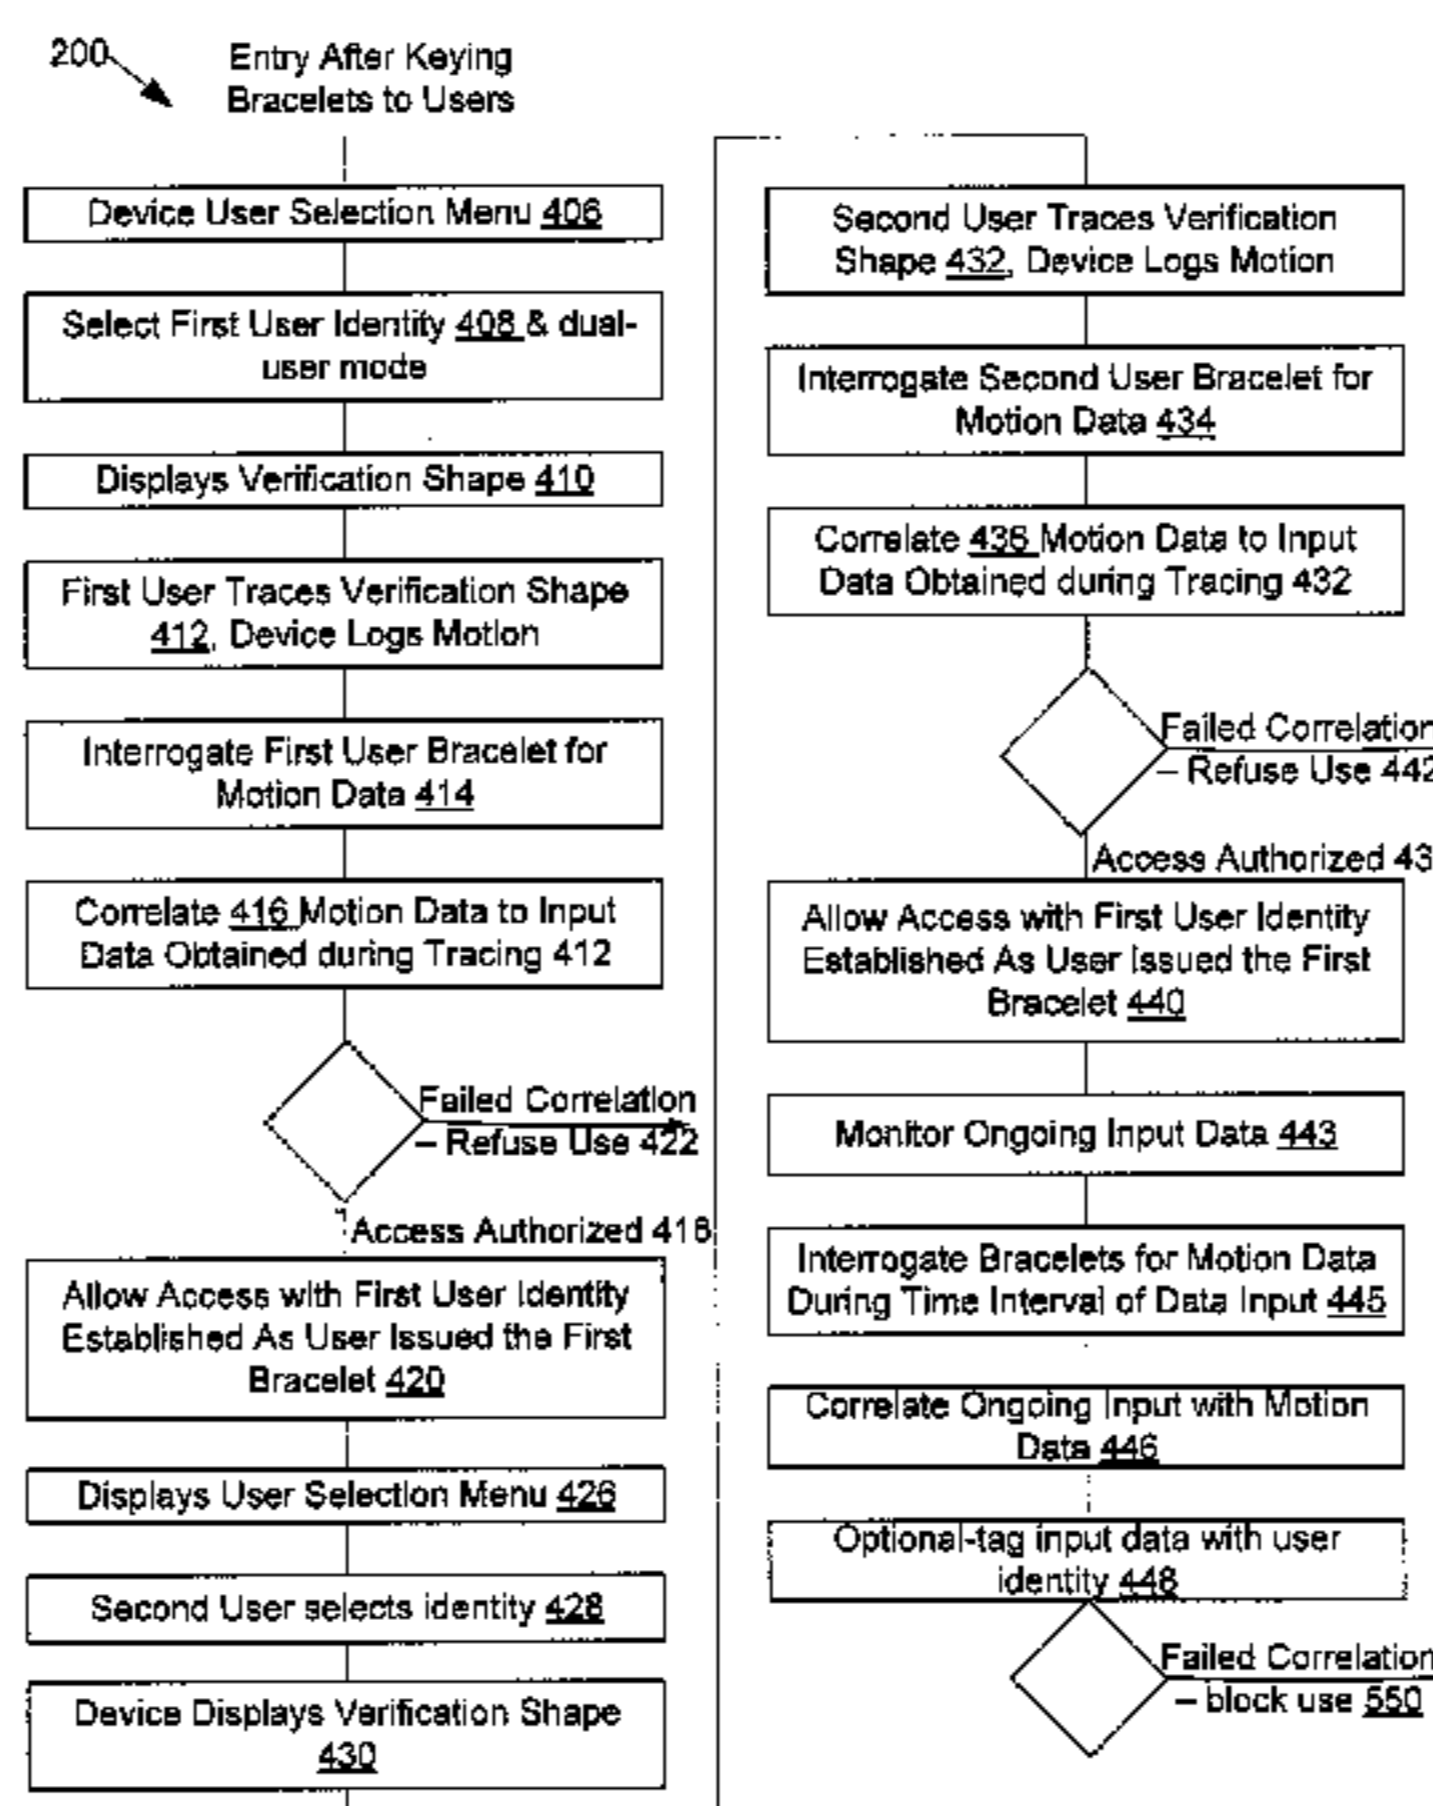 200
Entry After Keying
Bracelets to Users
Device User Selection Menu 406
Select First User Identity 408 & dual-
user mode
Displays Verification Shape 410
First User Traces Verification Shape
412, Device Logs Motion
Interrogate First User Bracelet for
Motion Data 414
Correlate 416 Motion Data to Input
Data Obtained during Tracing 412
Failed Correlation
– Refuse Use 422
Access Authorized 418
Allow Access with First User Identity
Established As User Issued the First
Bracelet 420
Displays User Selection Menu 426
Second User selects identity 428
Device Displays Verification Shape
430
Second User Traces Verification
Shape 432, Device Logs Motion
Interrogate Second User Bracelet for
Motion Data 434
Correlate 436 Motion Data to Input
Data Obtained during Tracing 432
Failed Correlation
– Refuse Use 442
Access Authorized 43
Allow Access with First User Identity
Established As User Issued the First
Bracelet 440
Monitor Ongoing Input Data 443
Interrogate Bracelets for Motion Data
During Time Interval of Data Input 445
Correlate Ongoing Input with Motion
Data 446
Optional-tag input data with user
identity 448
Failed Correlation
– block use 550